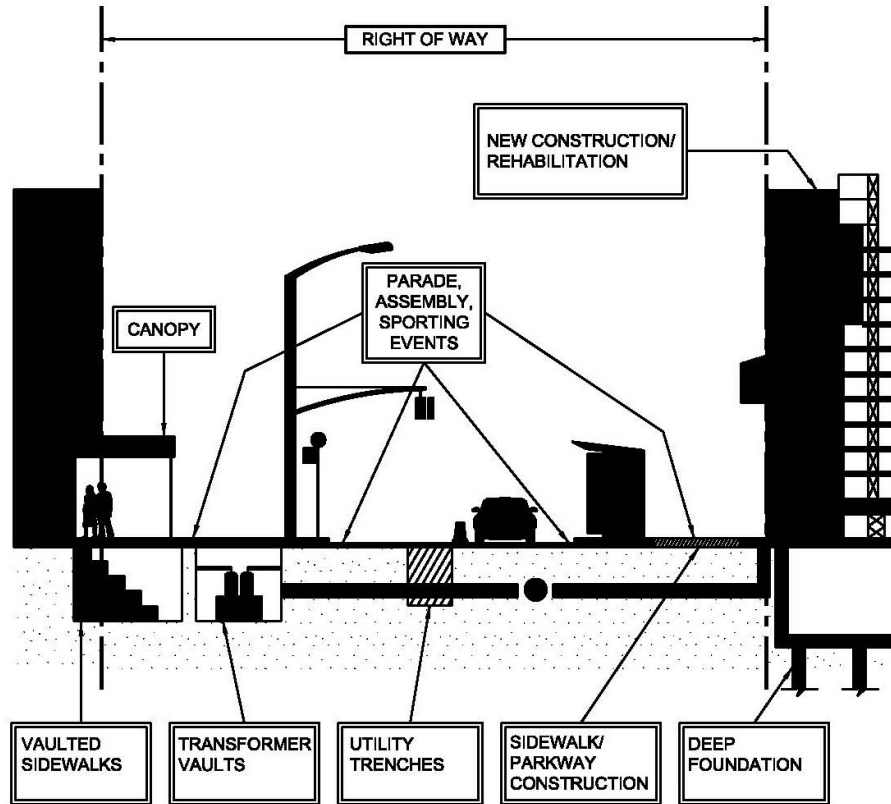 RIGHT OF WAY
NEW CONSTRUCTION/
REHABILITATION
PARADE,
ASSEMBLY,
SPORTING
EVENTS
CANOPY
VAULTED
SIDEWALKS
TRANSFORMER
VAULTS
UTILITY
TRENCHES
SIDEWALK/
PARKWAY
CONSTRUCTION
DEEP
FOUNDATION